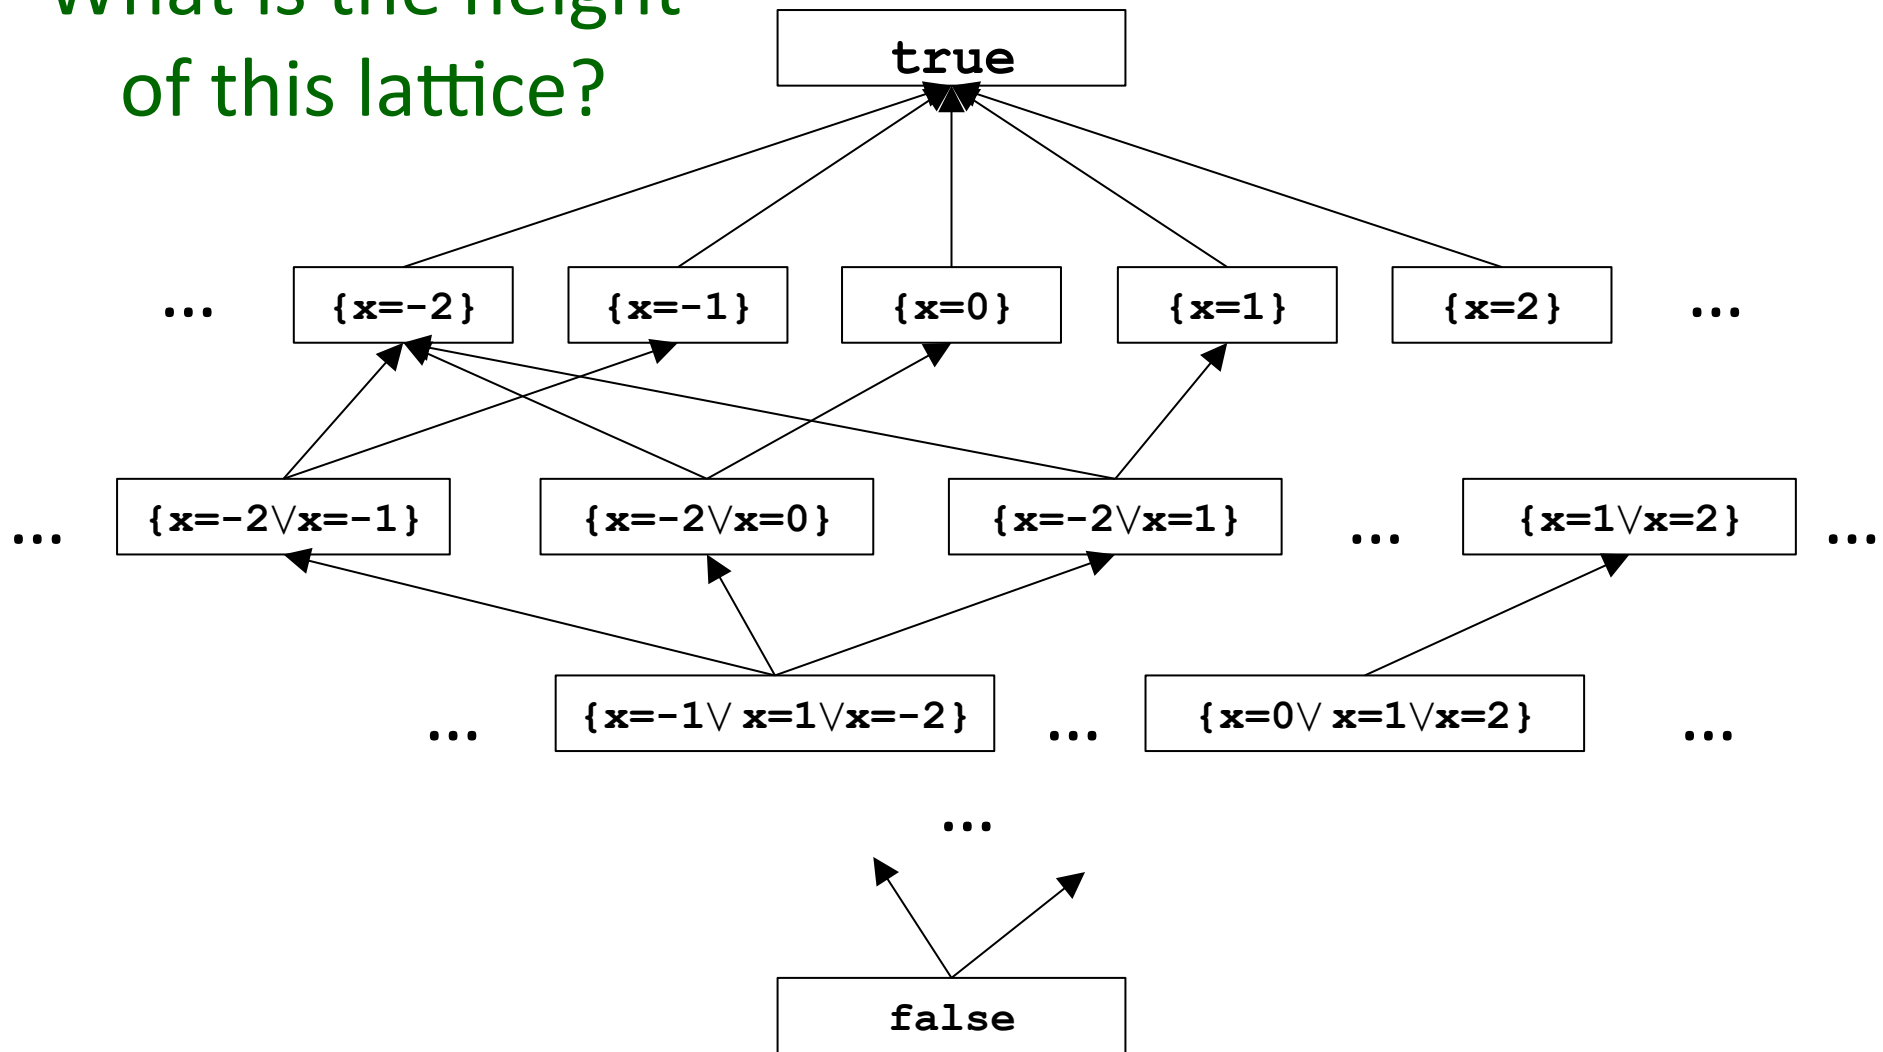 What is the height
of this lattice?
true
... {x=-2} {x=-1} {x=0} {x=1} {x=2} ...
... {x=-2∨x=-1} {x=-2∨x=0} {x=-2∨x=1} ... {x=1∨x=2} ...
... {x=-1∨ x=1∨x=-2} ... {x=0∨ x=1∨x=2} ...
...
false